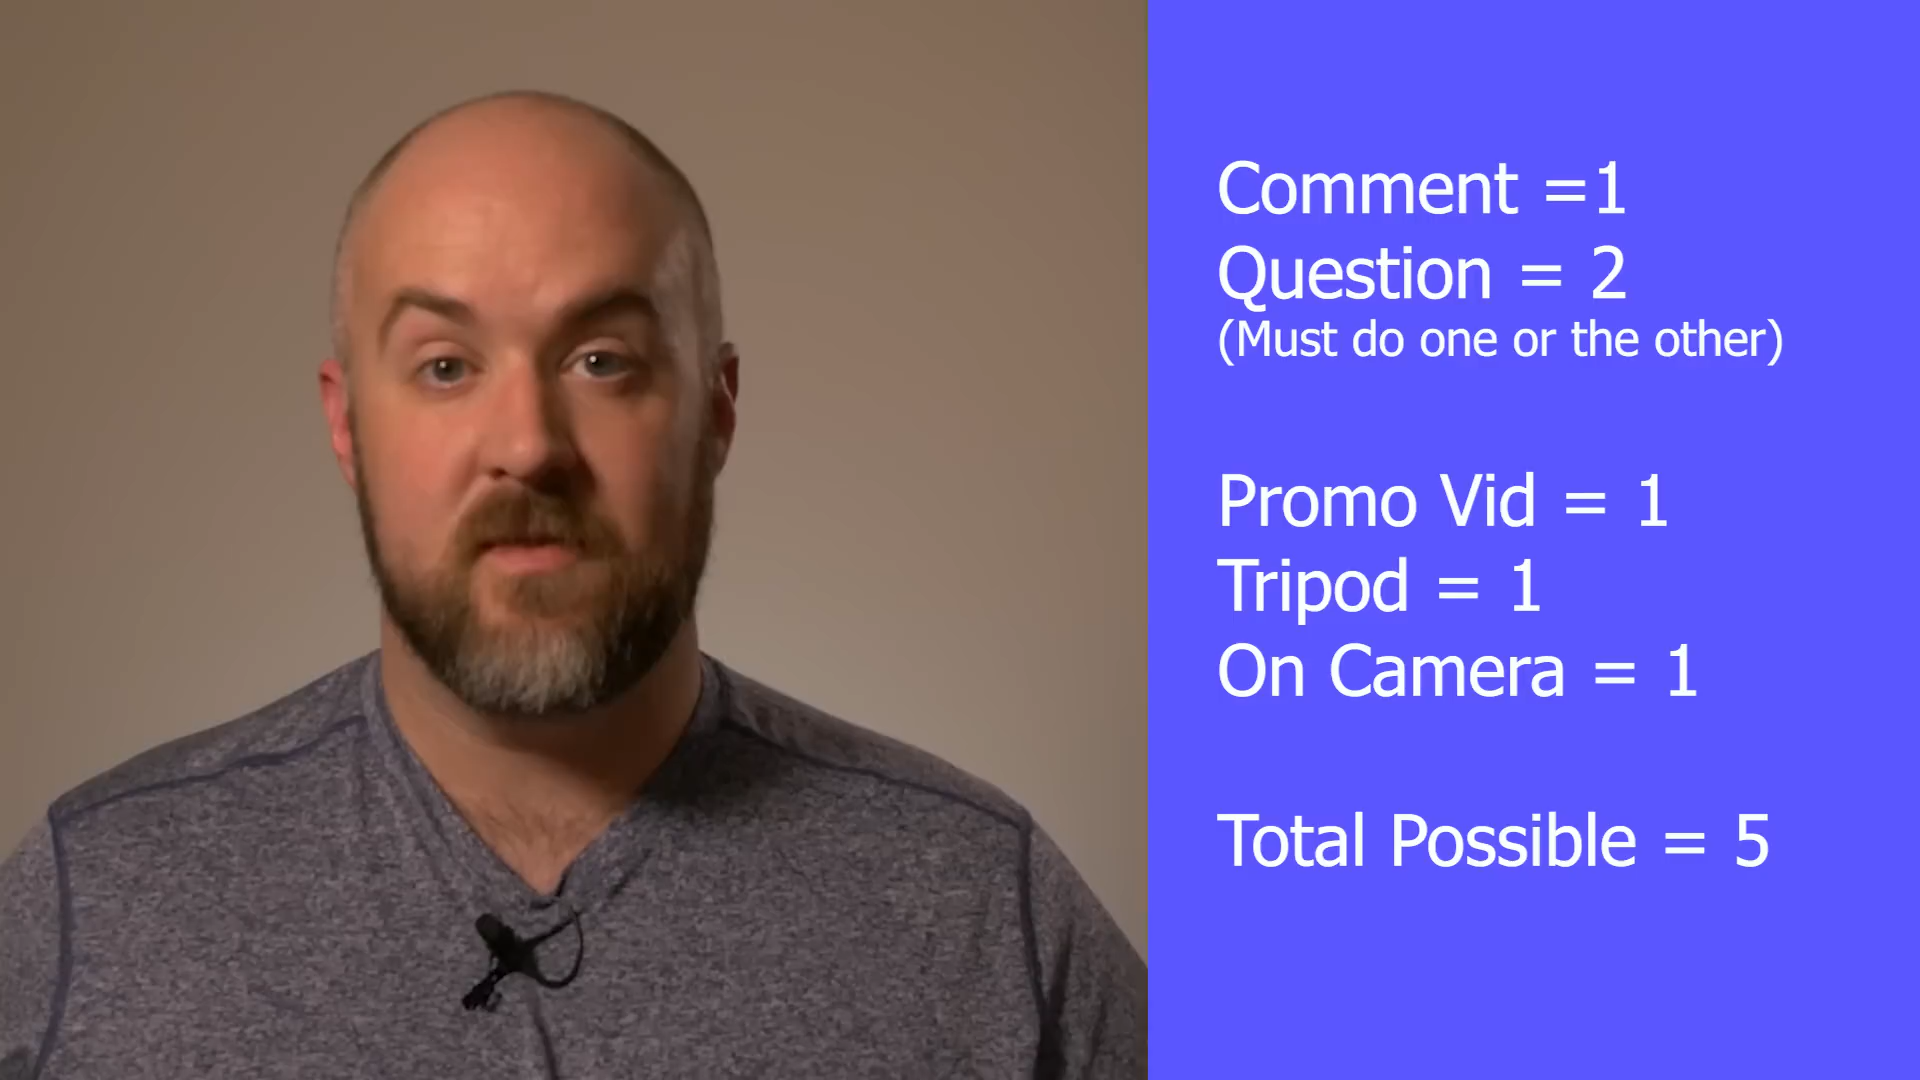 Comment =1
Question = 2
(Must do one or the other)
Promo Vid = 1
Tripod = 1
On Camera = 1
Total Possible = 5